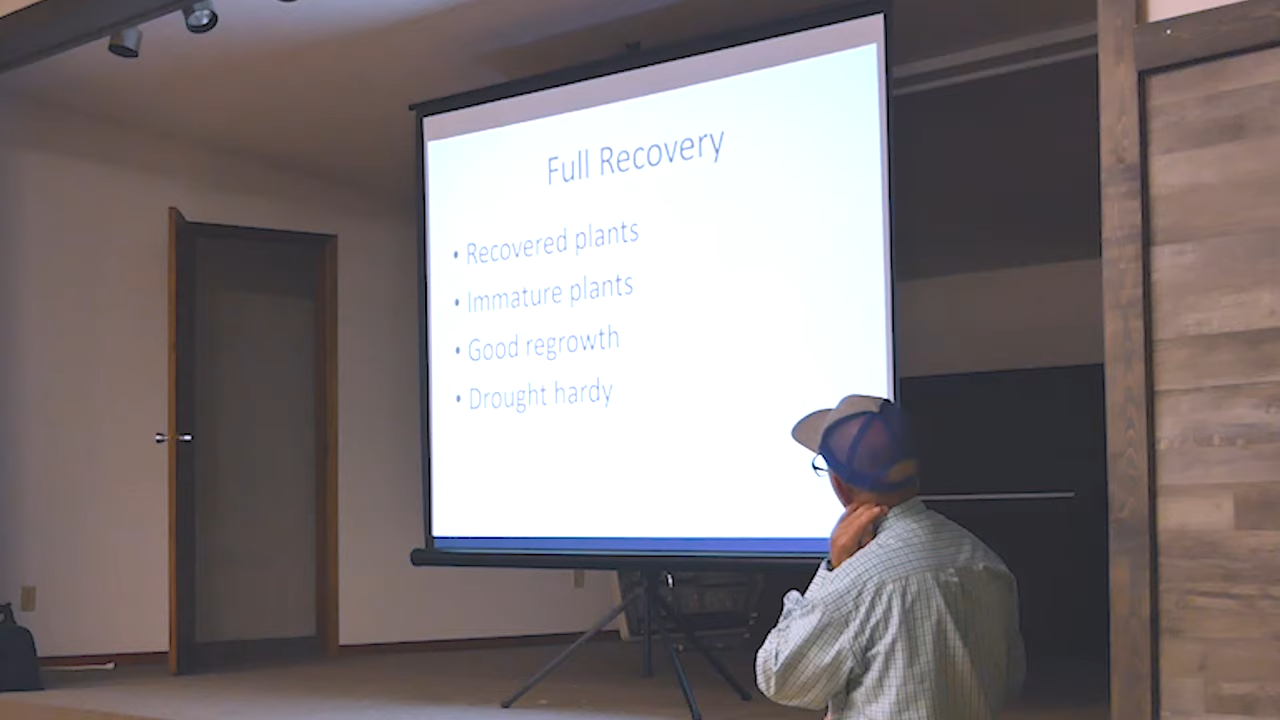 Full Recovery
• Recovered plants
• Immature plants
• Good regrowth
• Drought hardy